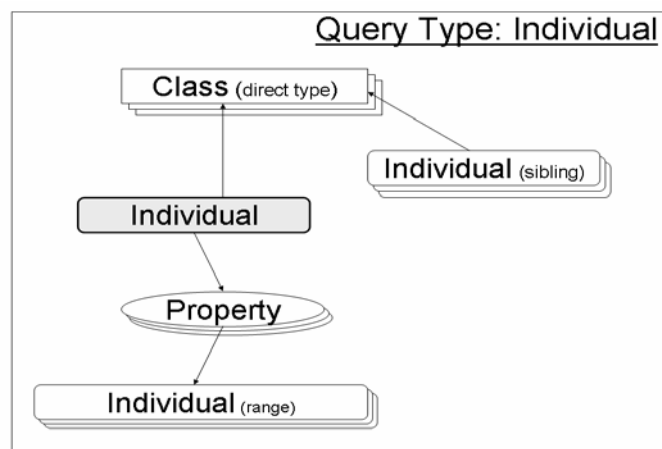 Query Type: Individual
Class (direct type)
Individual (sibling)
Individual
Property
Individual (range)